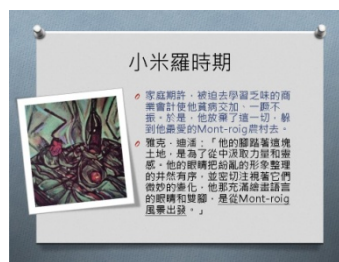 小米羅時期
家庭期許，被迫去學習乏味的商
業會計使他貧病交加、一蹶不
振、於是，他放棄了這一切，躲
到他最愛的Mont-roig農村去。
雅克．迪潘：「他的腳踏著這塊
土地，是為了從中汲取力量和靈
感。他的眼睛把紛亂的形象整理
的井然有序，並密切注視著它們
微妙的變化，他那充滿繪畫語言
的眼睛和雙腳，是從Mont-roig
風景出發。」